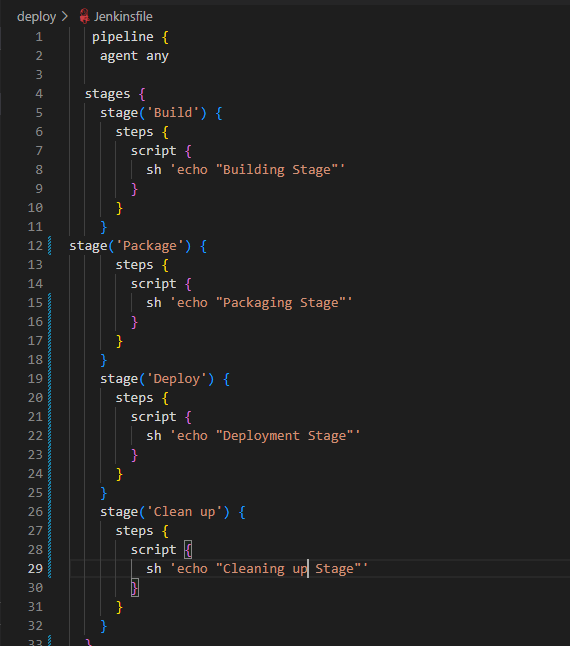 deploy > Jenkinsfile
1 pipeline {
2 agent any
3
4 stages {
5 stage('Build') {
6 steps {
7 script {
8 sh 'echo "Building Stage"'
9 }
10 }
11 }
12 stage('Package') {
13 steps {
14 script {
15 sh 'echo "Packaging Stage"'
16 }
17 }
18 }
19 stage('Deploy') {
20 steps {
21 script {
22 sh 'echo "Deployment Stage"'
23 }
24 }
25 }
26 stage('Clean up') {
27 steps {
28 script {
29 sh 'echo "Cleaning up Stage"'
30 }
31 }
32 }
33 }